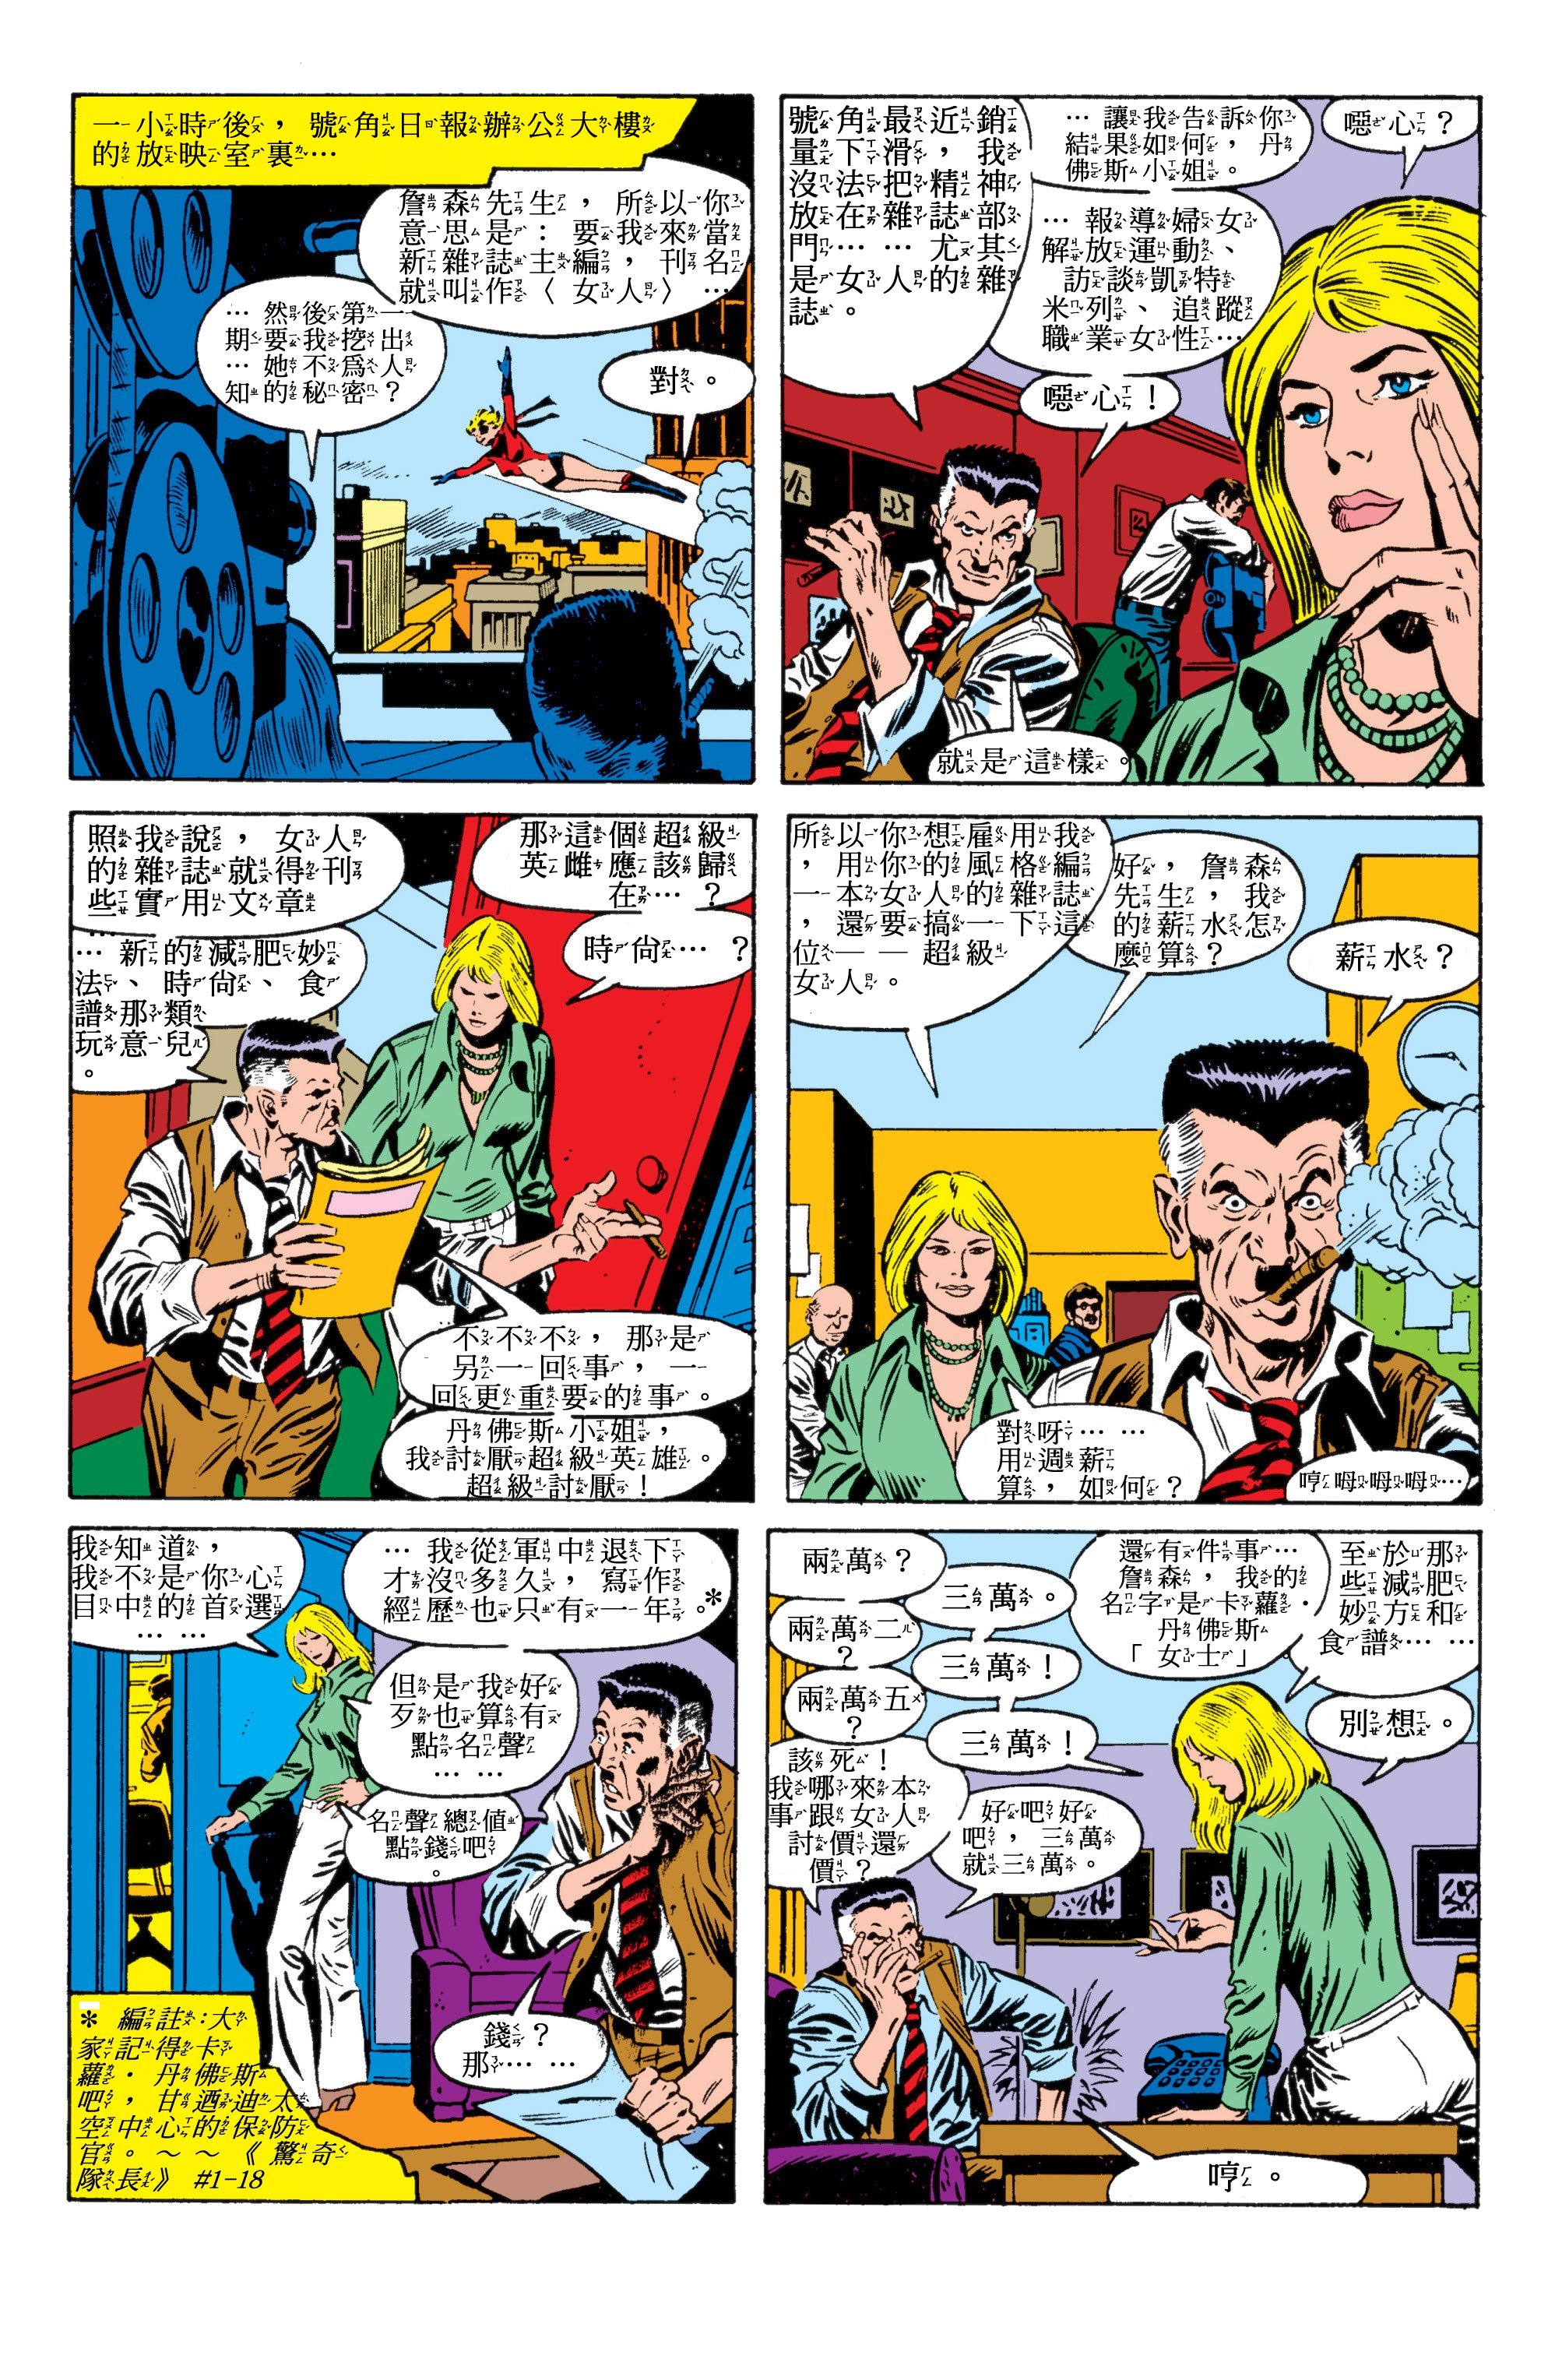 一小時後，號角日報辦公大樓
的放映室裏…
詹森先生，所以你
意思是：要我來當
新雜誌主編，刊名
就叫作〈女人〉…
…然後第一
期要我挖出
…她不為人
知的秘密？
對。
號角最近銷
量下滑，我
沒法把精神
放在雜誌部
門……尤其
是女人的雜
誌。
…讓我告訴你
結果如何，丹
佛斯小姐。
噁心？
…報導婦女
解放運動、
訪談凱特
米列、追蹤
職業女性…
噁心！
就是這樣。
照我說，女人
的雜誌就得刊
些實用文章
…新的減肥妙
法、時尚、食
譜那類
玩意兒
。
那這個超級
英雌應該歸
在…？
時尚…？
不不不，那是
另一回事，一
回更重要的事。
丹佛斯小姐，
我討厭超級英雄。
超級討厭！
所以你想雇用我
，用你的風格編
一本女人的雜誌
，還要搞一下這
位——超級
女人。
好，詹森
先生，我
的薪水怎
麼算？
薪水？
對呀……
用週薪
算，如何？
哼呣呣呣…
我知道，
我不是你心
目中的首選
……
…我從軍中退下
才沒多久，寫作
經歷也只有一年。*
但是我好
歹也算有
點名聲
……
名聲總值
點錢吧
。
錢？
那……
* 編註：大
家記得卡
蘿．丹佛斯
吧，甘迺迪太
空中心的保防
官。～～《驚奇
隊長》 #1-18
兩萬？
三萬。
兩萬二
？
三萬！
兩萬五
？
三萬！
該死！
我哪來本
事跟女人
討價還
價？
好吧好
吧，三萬
就三萬。
還有件事…
詹森，我的
名字是卡蘿．
丹佛斯
「女士」。
至於那
些減肥
妙方和
食譜……
別想。
哼。